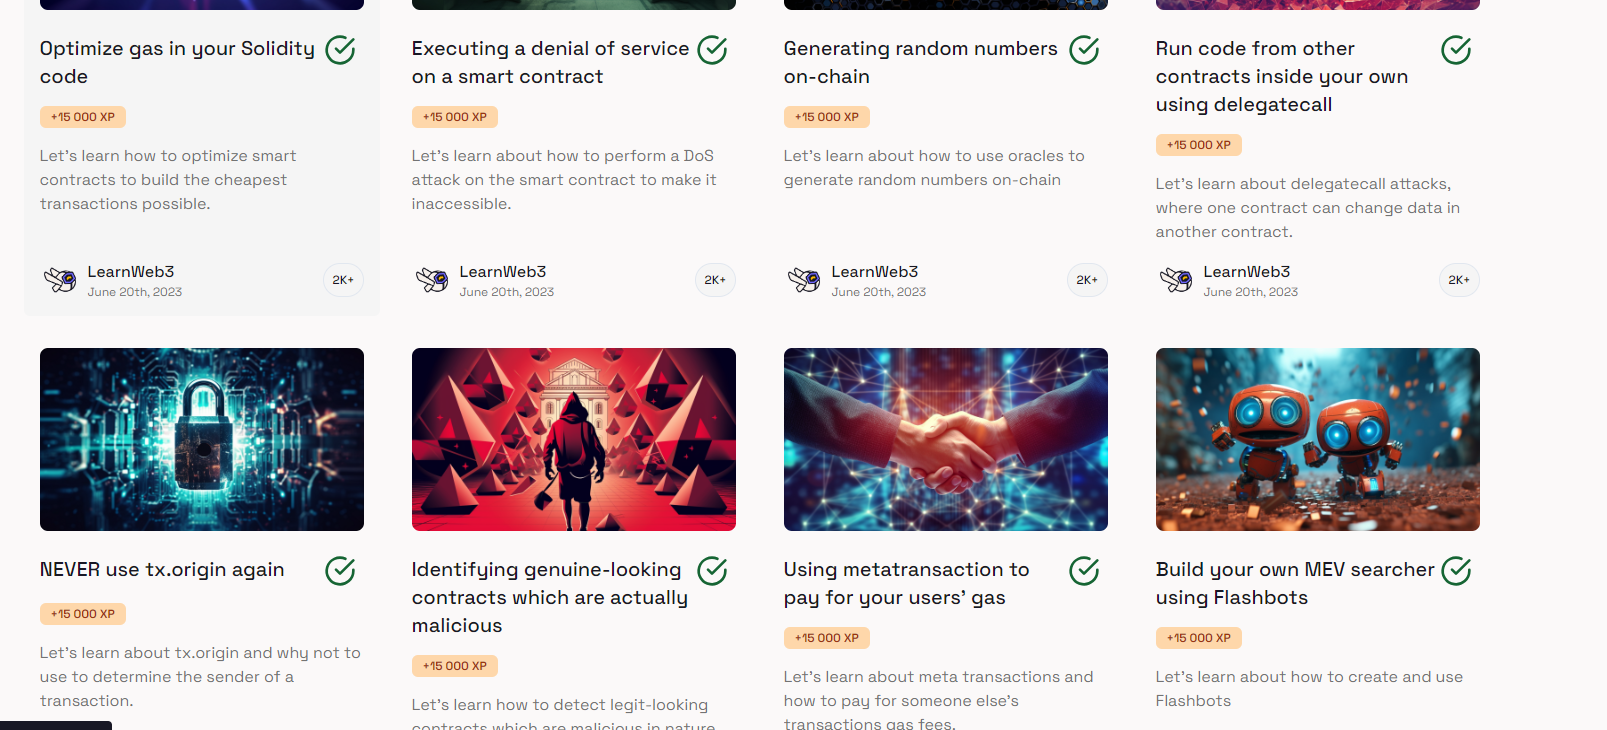 Optimize gas in your Solidity
code
+15 000 XP
Let's learn how to optimize smart
contracts to build the cheapest
transactions possible.
LearnWeb3
June 20th, 2023
2K+
Executing a denial of service
on a smart contract
+15 000 XP
Let's learn about how to perform a DoS
attack on the smart contract to make it
inaccessible.
LearnWeb3
June 20th, 2023
2K+
Generating random numbers
on-chain
+15 000 XP
Let's learn about how to use oracles to
generate random numbers on-chain
LearnWeb3
June 20th, 2023
2K+
Run code from other
contracts inside your own
using delegatecall
+15 000 XP
Let's learn about delegatecall attacks,
where one contract can change data in
another contract.
LearnWeb3
June 20th, 2023
2K+
NEVER use tx.origin again
+15 000 XP
Let's learn about tx.origin and why not to
use to determine the sender of a
transaction.
Identifying genuine-looking
contracts which are actually
malicious
+15 000 XP
Let's learn how to detect legit-looking
contracts which are malicious in nature
Using metatransaction to
pay for your users' gas
+15 000 XP
Let's learn about meta transactions and
how to pay for someone else's
transactions gas fees.
Build your own MEV searcher
using Flashbots
+15 000 XP
Let's learn about how to create and use
Flashbots